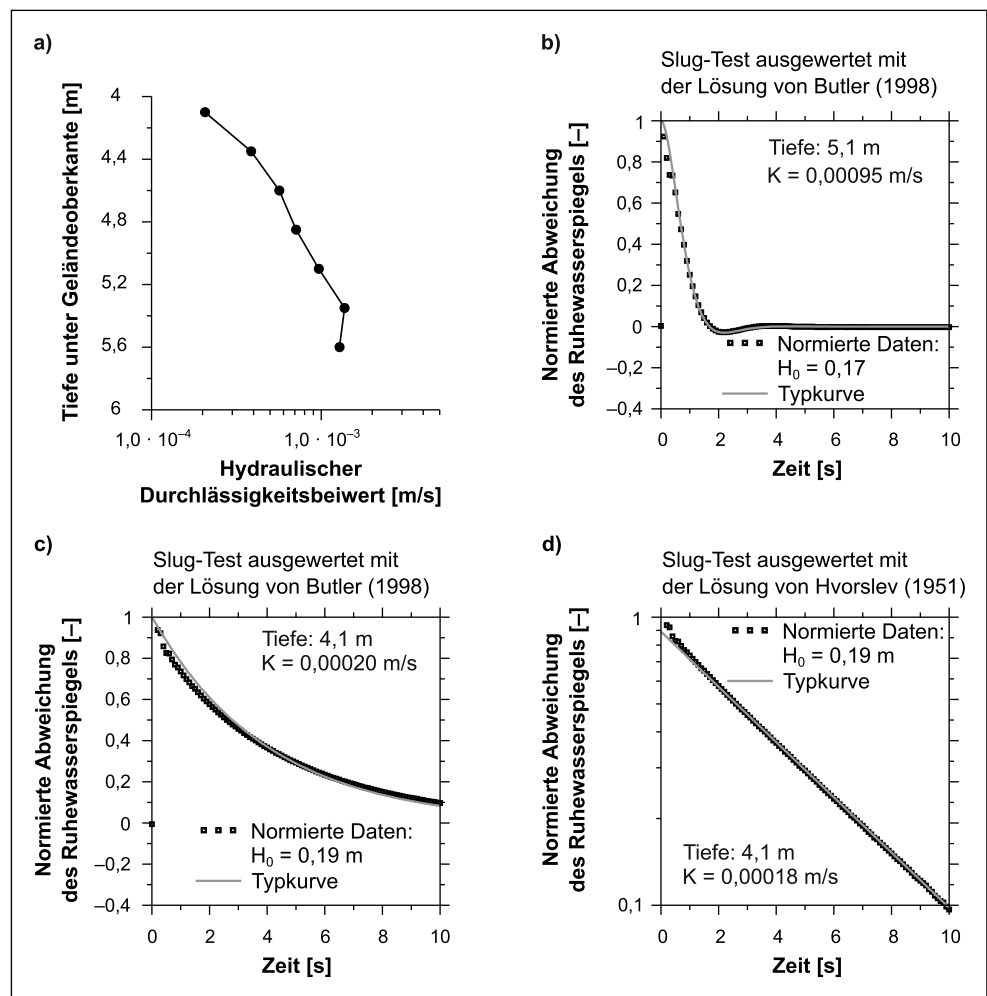 a)
Tiefe unter Geländeoberkante [m]
4
4,4
4,8
5,2
5,6
6
1,0 · 10⁻⁴
1,0 · 10⁻³
Hydraulischer
Durchlässigkeitsbeiwert [m/s]
b)
Slug-Test ausgewertet mit
der Lösung von Butler (1998)
Normierte Abweichung
des Ruhewasserspiegels [–]
1
0,8
0,6
0,4
0,2
0
–0,2
–0,4
Tiefe: 5,1 m
K = 0,00095 m/s
Normierte Daten:
H₀ = 0,17
Typkurve
0 2 4 6 8 10
Zeit [s]
c)
Slug-Test ausgewertet mit
der Lösung von Butler (1998)
Normierte Abweichung
des Ruhewasserspiegels [–]
1
0,8
0,6
0,4
0,2
0
–0,2
–0,4
Tiefe: 4,1 m
K = 0,00020 m/s
Normierte Daten:
H₀ = 0,19 m
Typkurve
0 2 4 6 8 10
Zeit [s]
d)
Slug-Test ausgewertet mit
der Lösung von Hvorslev (1951)
Normierte Abweichung
des Ruhewasserspiegels [–]
1
0,1
Normierte Daten:
H₀ = 0,19 m
Typkurve
Tiefe: 4,1 m
K = 0,00018 m/s
0 2 4 6 8 10
Zeit [s]